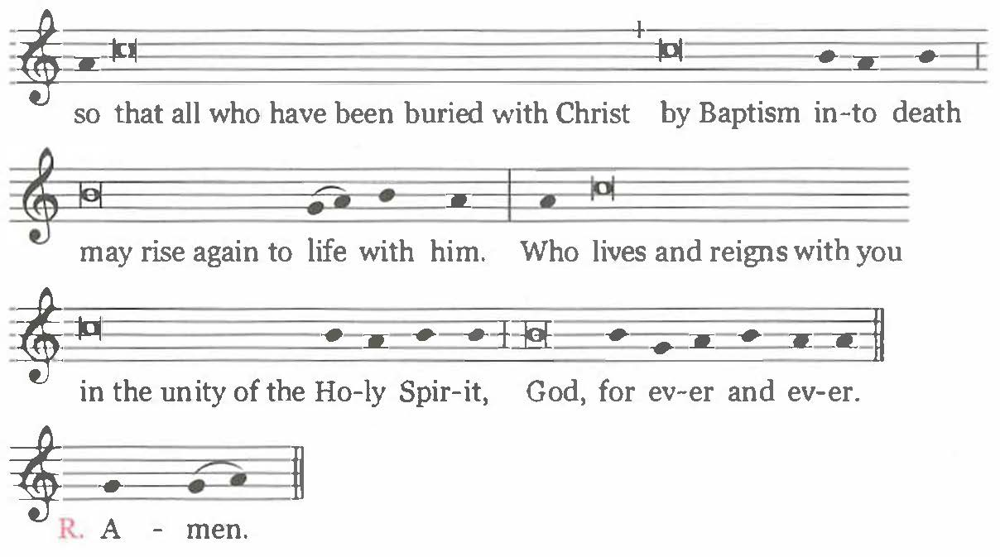 so that all who have been buried with Christ by Baptism in-to death
may rise again to life with him. Who lives and reigns with you
in the unity of the Ho-ly Spir-it, God, for ev-er and ev-er.
R. A - men.